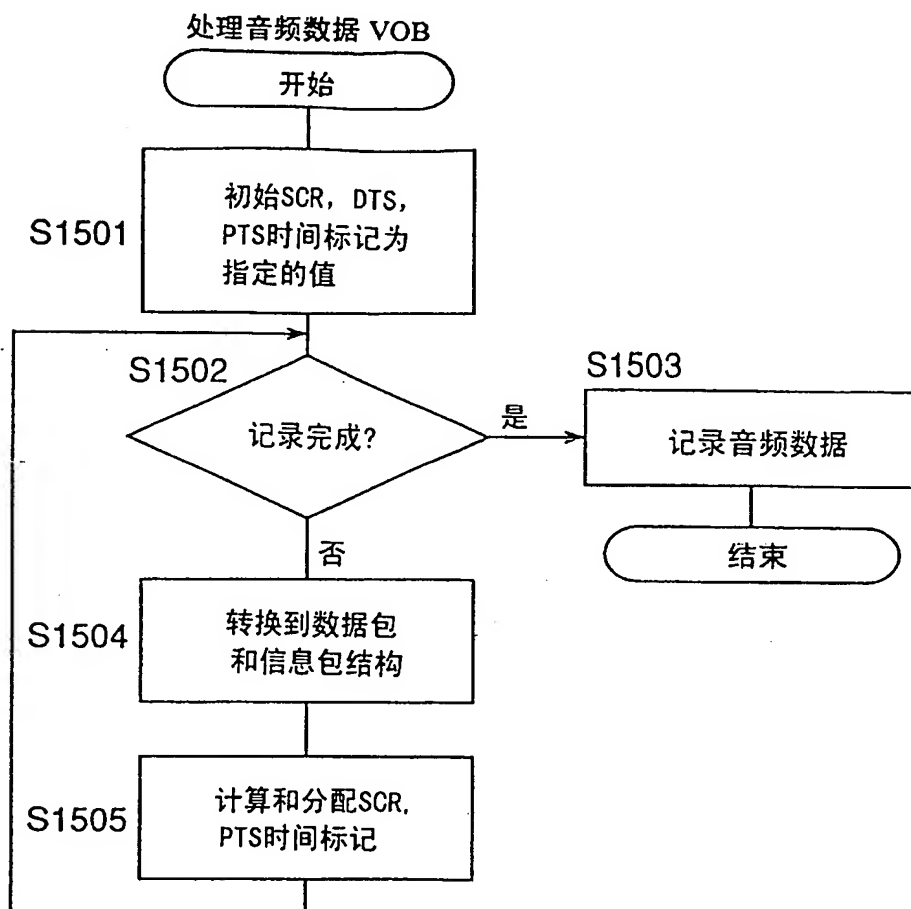 处理音频数据 VOB
开始
S1501
初始SCR, DTS,
PTS时间标记为
指定的值
S1502
记录完成?
是
S1503
记录音频数据
结束
否
S1504
转换到数据包
和信息包结构
S1505
计算和分配SCR,
PTS时间标记